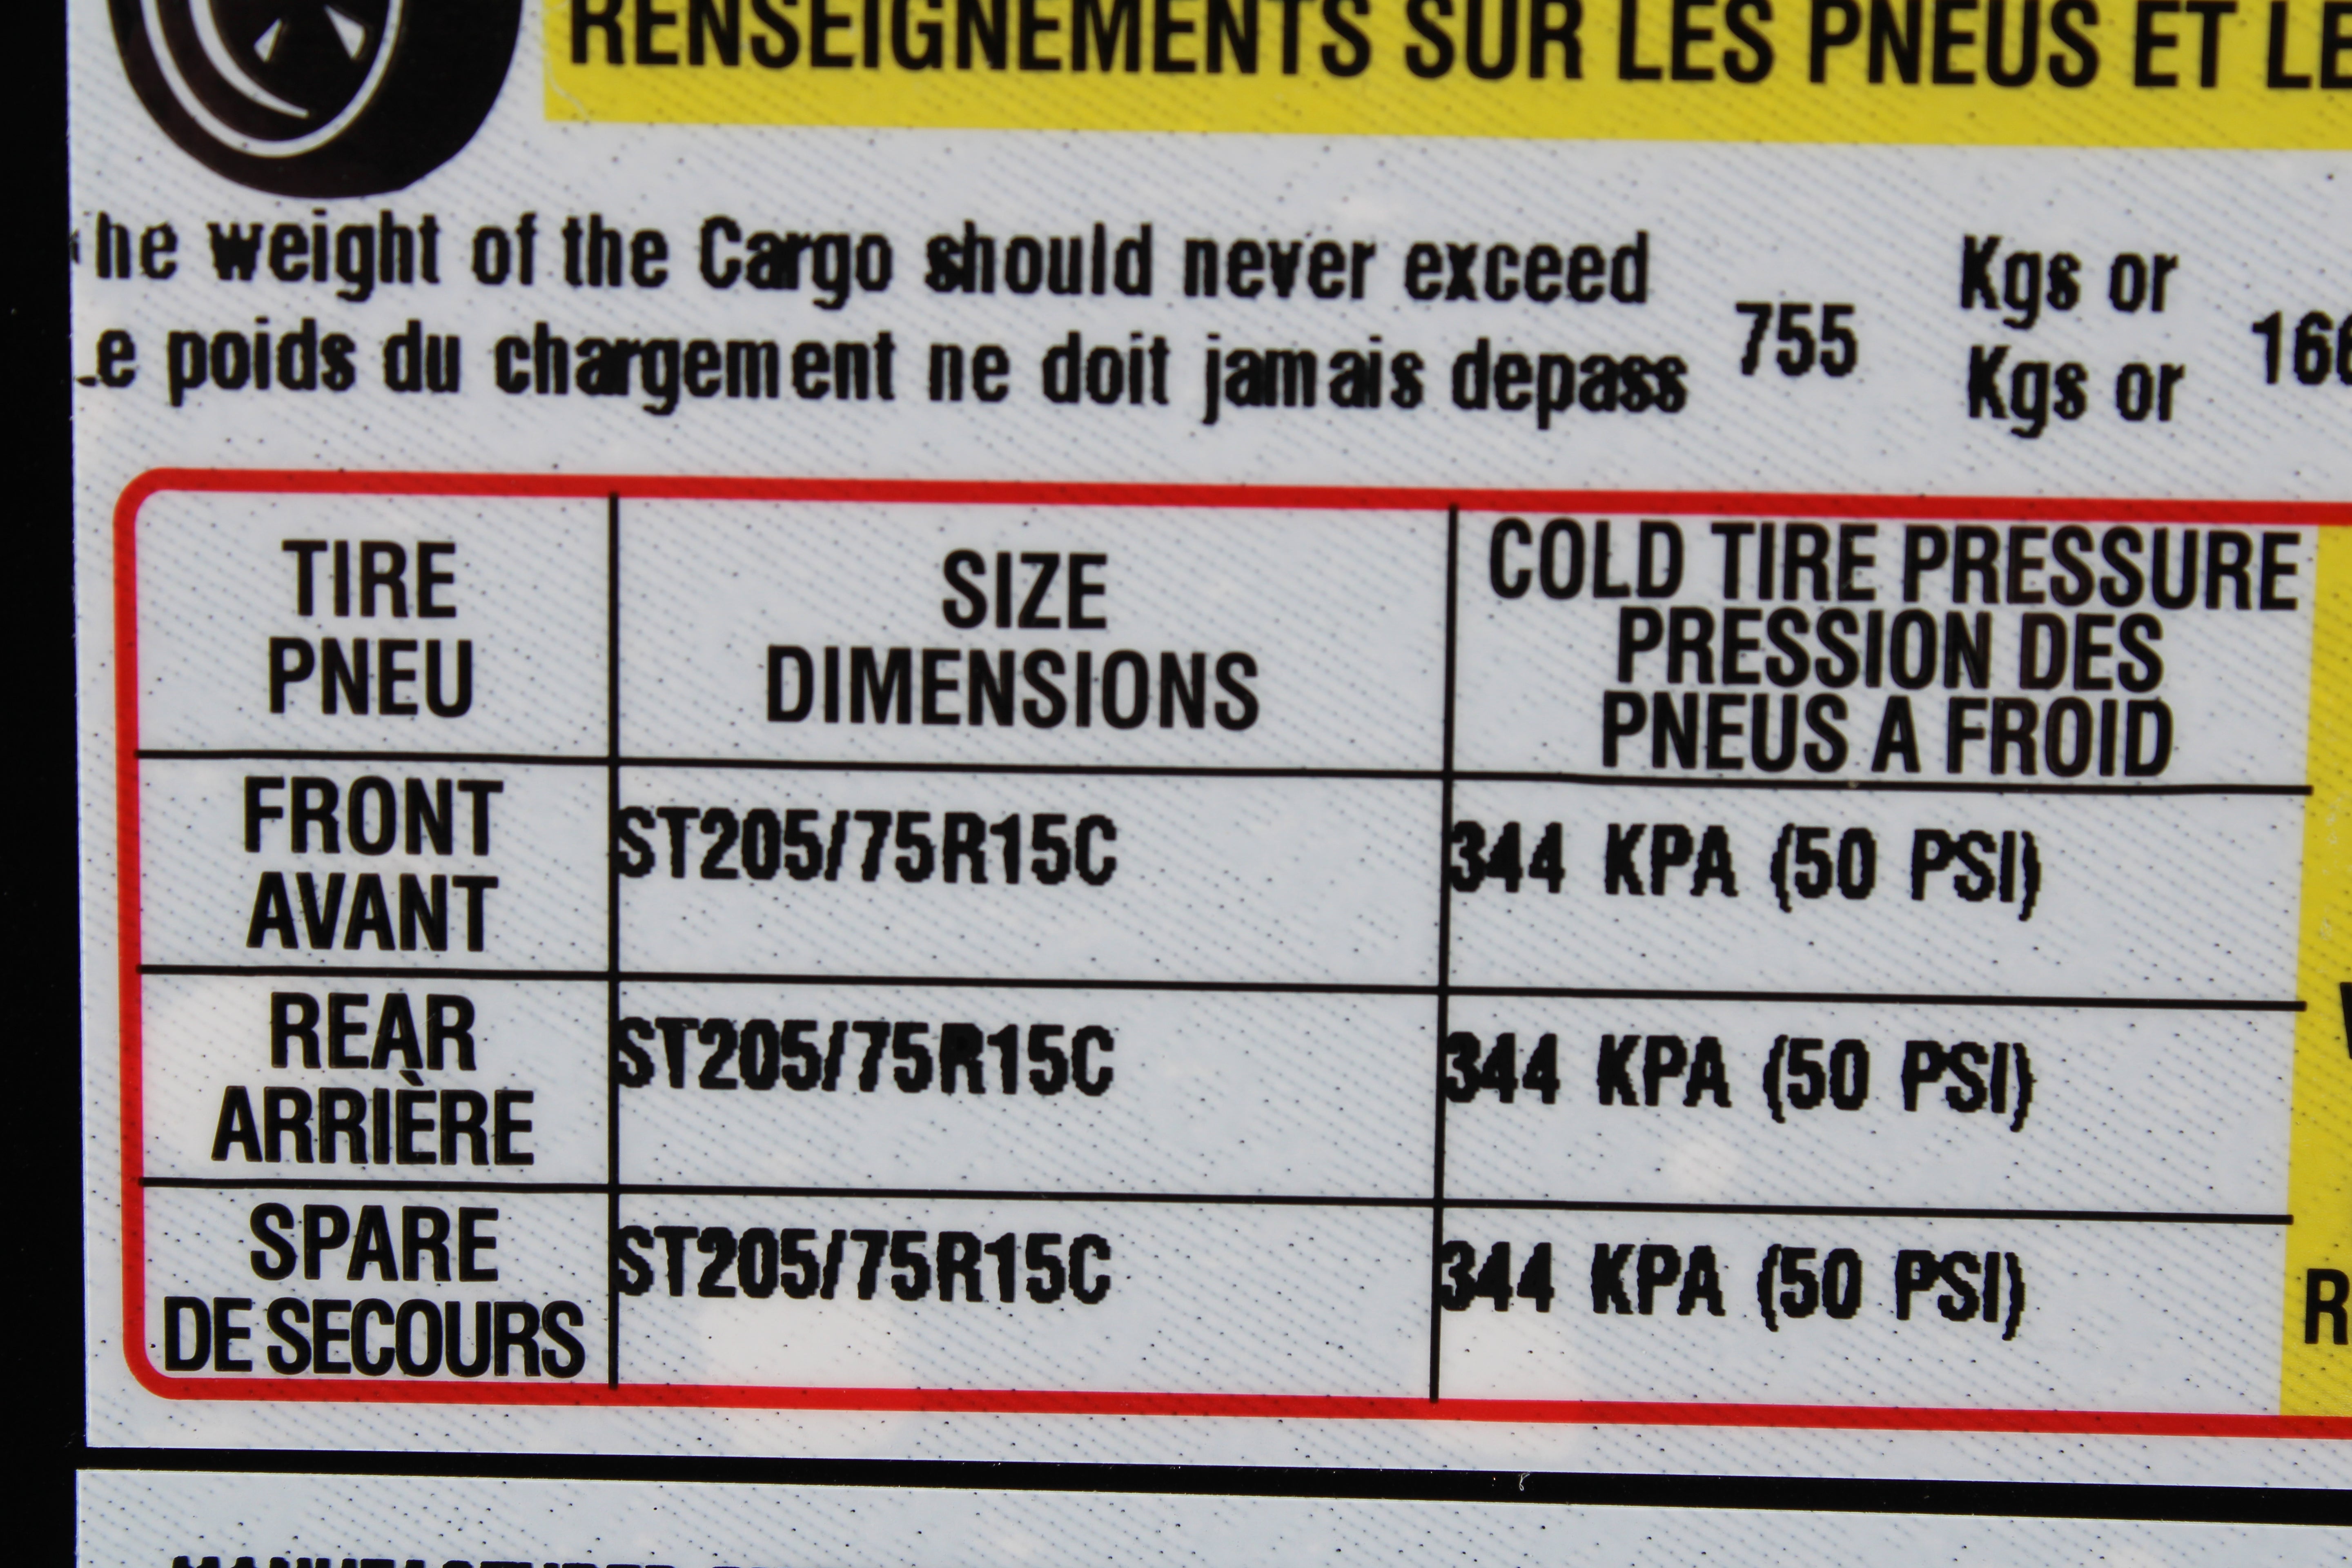 RENSEIGNEMENTS SUR LES PNEUS ET LE
he weight of the Cargo should never exceed
755
Kgs or
Le poids du chargement ne doit jamais depass
Kgs or
TIRE
PNEU
SIZE
DIMENSIONS
COLD TIRE PRESSURE
PRESSION DES
PNEUS A FROID
FRONT
AVANT
ST205/75R15C
344 KPA (50 PSI)
REAR
ARRIÈRE
ST205/75R15C
344 KPA (50 PSI)
SPARE
DE SECOURS
ST205/75R15C
344 KPA (50 PSI)
R